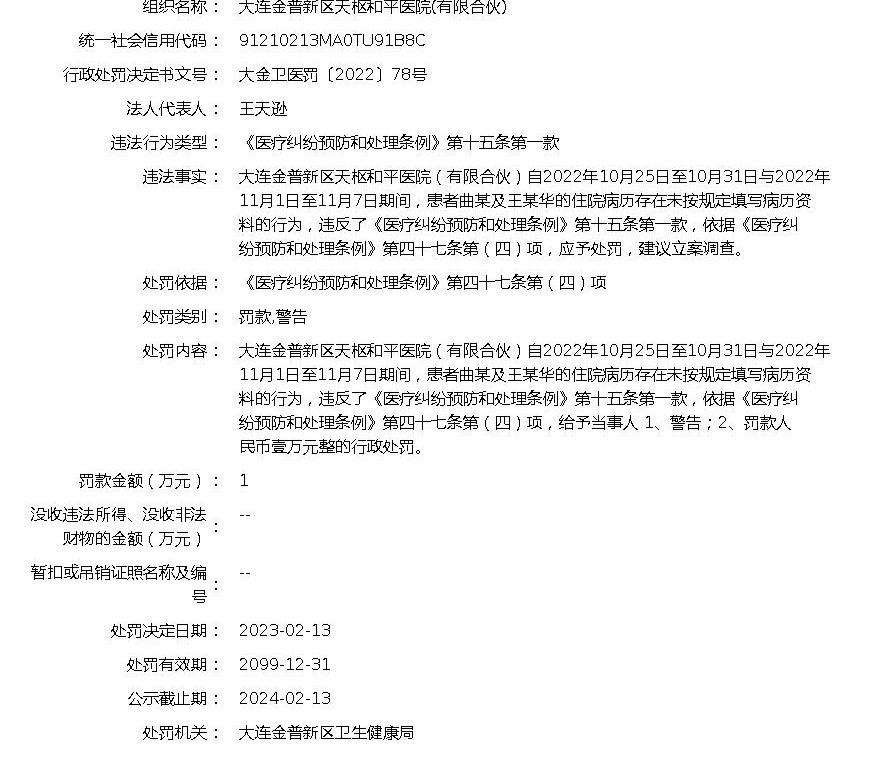 组织名称： 大连金普新区天枢和平医院(有限合伙)
统一社会信用代码： 91210213MA0TU91B8C
行政处罚决定书文号： 大金卫医罚〔2022〕78号
法人代表人： 王天逊
违法行为类型： 《医疗纠纷预防和处理条例》第十五条第一款
违法事实： 大连金普新区天枢和平医院（有限合伙）自2022年10月25日至10月31日与2022年
11月1日至11月7日期间，患者曲某及王某华的住院病历存在未按规定填写病历资
料的行为，违反了《医疗纠纷预防和处理条例》第十五条第一款，依据《医疗纠
纷预防和处理条例》第四十七条第（四）项，应予处罚，建议立案调查。
处罚依据： 《医疗纠纷预防和处理条例》第四十七条第（四）项
处罚类别： 罚款,警告
处罚内容： 大连金普新区天枢和平医院（有限合伙）自2022年10月25日至10月31日与2022年
11月1日至11月7日期间，患者曲某及王某华的住院病历存在未按规定填写病历资
料的行为，违反了《医疗纠纷预防和处理条例》第十五条第一款，依据《医疗纠
纷预防和处理条例》第四十七条第（四）项，给予当事人 1、警告；2、罚款人
民币壹万元整的行政处罚。
罚款金额（万元）： 1
没收违法所得、没收非法
财物的金额（万元）： --
暂扣或吊销证照名称及编
号： --
处罚决定日期： 2023-02-13
处罚有效期： 2099-12-31
公示截止期： 2024-02-13
处罚机关： 大连金普新区卫生健康局